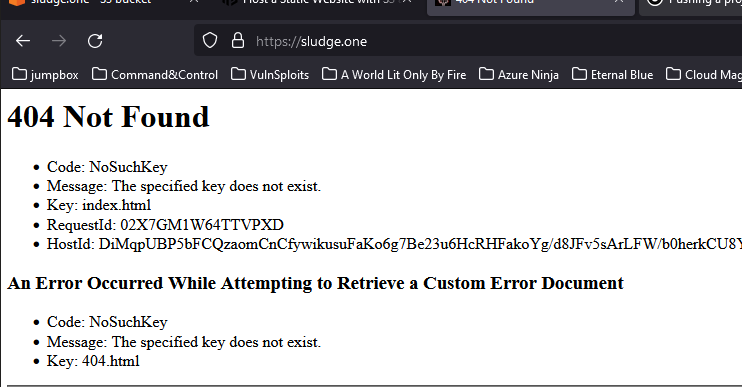 sludge.one - S3 bucket
Host a Static Website with S3
404 Not Found
Pushing a pro
https://sludge.one
jumpbox
Command&Control
VulnSploits
A World Lit Only By Fire
Azure Ninja
Eternal Blue
Cloud Mag
404 Not Found
• Code: NoSuchKey
• Message: The specified key does not exist.
• Key: index.html
• RequestId: 02X7GM1W64TTVPXD
• HostId: DiMqpUBP5bFCQzaomCnCfywikusuFaKo6g7Be23u6HcRHFakoYg/d8JFv5sArLFW/b0herkCU8Y
An Error Occurred While Attempting to Retrieve a Custom Error Document
• Code: NoSuchKey
• Message: The specified key does not exist.
• Key: 404.html